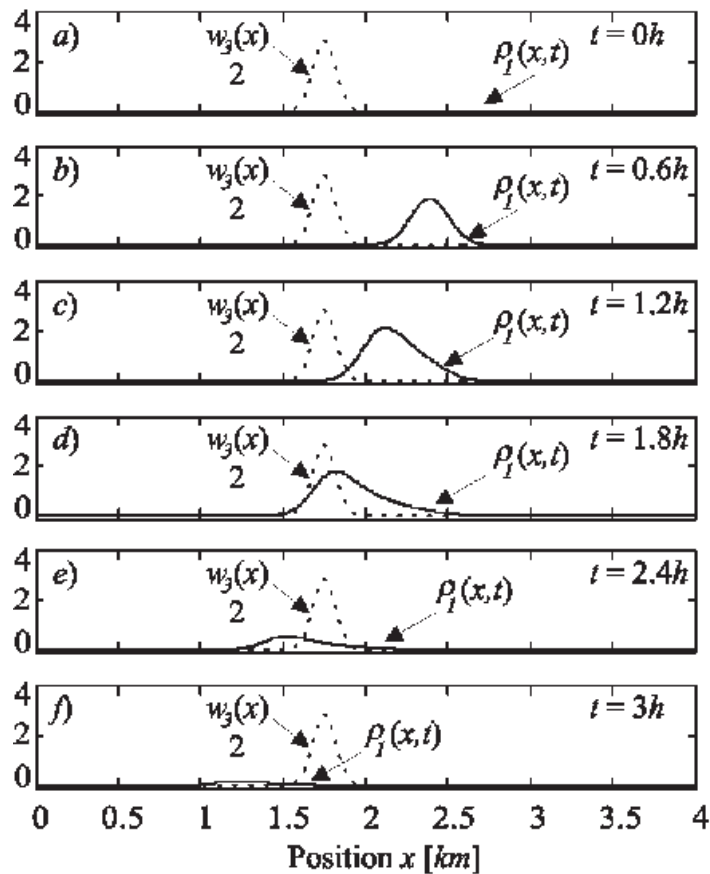 4 a) w₃(x) ρ₁(x,t) t = 0h
2 2
0
4 b) w₃(x) ρ₁(x,t) t = 0.6h
2 2
0
4 c) w₃(x) ρ₁(x,t) t = 1.2h
2 2
0
4 d) w₃(x) ρ₁(x,t) t = 1.8h
2 2
0
4 e) w₃(x) ρ₁(x,t) t = 2.4h
2 2
0
4 f) w₃(x) ρ₁(x,t) t = 3h
2 2
0
0 0.5 1 1.5 2 2.5 3 3.5 4
Position x [km]